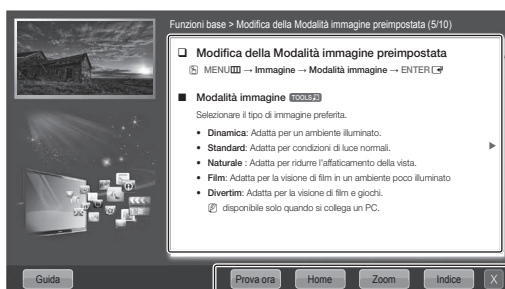 Funzioni base > Modifica della Modalità immagine preimpostata (5/10)
Modifica della Modalità immagine preimpostata
MENU → Immagine → Modalità immagine → ENTER
Modalità immagine TOOLS
Selezionare il tipo di immagine preferita.
• Dinamica: Adatta per un ambiente illuminato.
• Standard: Adatta per condizioni di luce normali.
• Naturale : Adatta per ridurre l'affaticamento della vista.
• Film: Adatta per la visione di film in un ambiente poco illuminato
• Divertim: Adatta per la visione di film e giochi.
disponibile solo quando si collega un PC.
Guida Prova ora Home Zoom Indice X